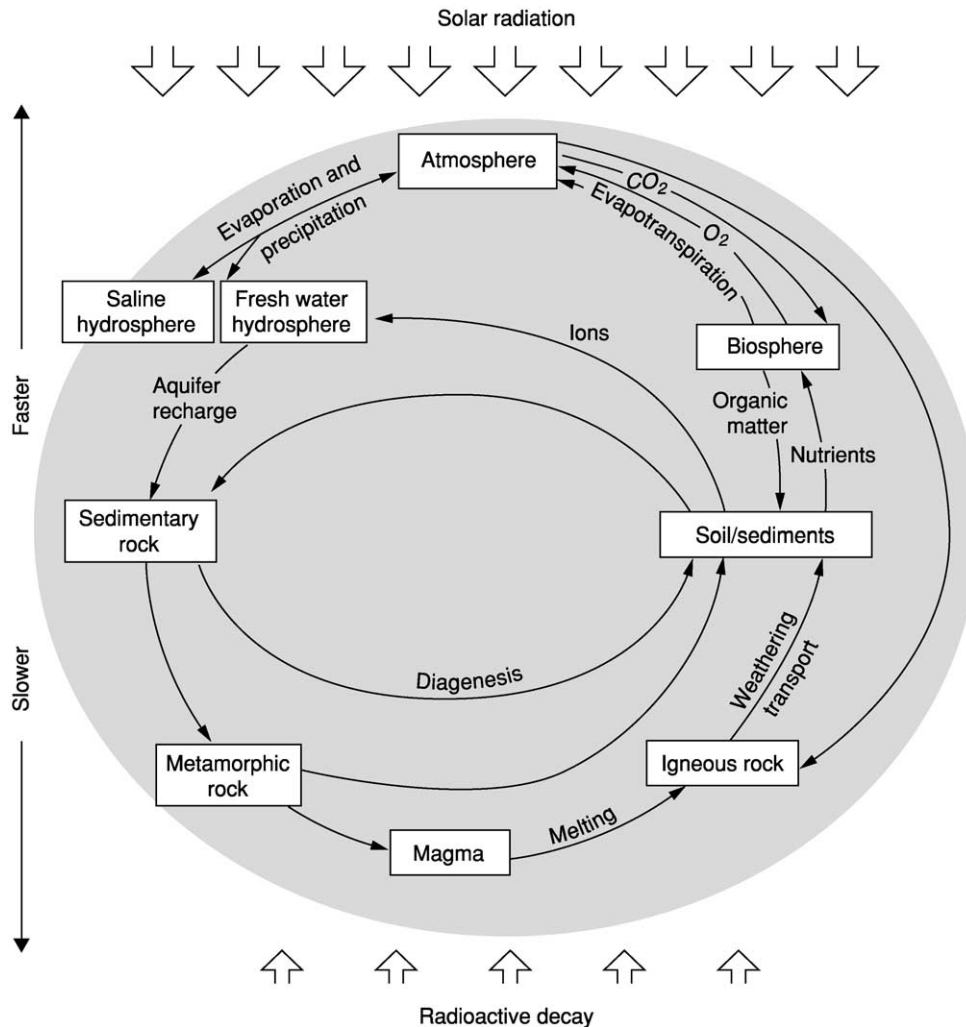 Solar radiation
Atmosphere
Evaporation and
precipitation
CO2
O2
Evapotranspiration
Saline
hydrosphere
Fresh water
hydrosphere
Ions
Biosphere
Faster
Aquifer
recharge
Organic
matter
Nutrients
Sedimentary
rock
Soil/sediments
Slower
Diagenesis
Weathering
transport
Metamorphic
rock
Igneous rock
Magma
Melting
Radioactive decay